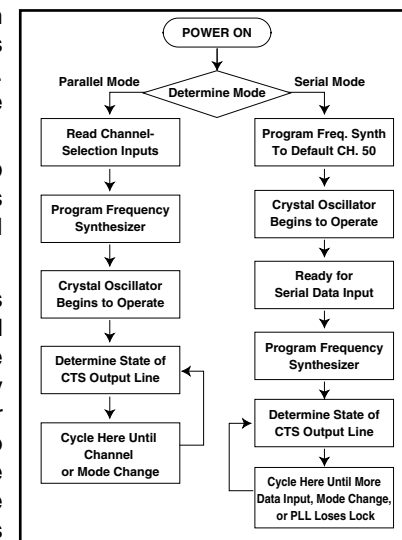 POWER ON
Parallel Mode
Serial Mode
Determine Mode
Read Channel-
Selection Inputs
Program Frequency
Synthesizer
Crystal Oscillator
Begins to Operate
Determine State of
CTS Output Line
Cycle Here Until
Channel
or Mode Change
Program Freq. Synth
To Default CH. 50
Crystal Oscillator
Begins to Operate
Ready for
Serial Data Input
Program Frequency
Synthesizer
Determine State of
CTS Output Line
Cycle Here Until More
Data Input, Mode Change,
or PLL Loses Lock